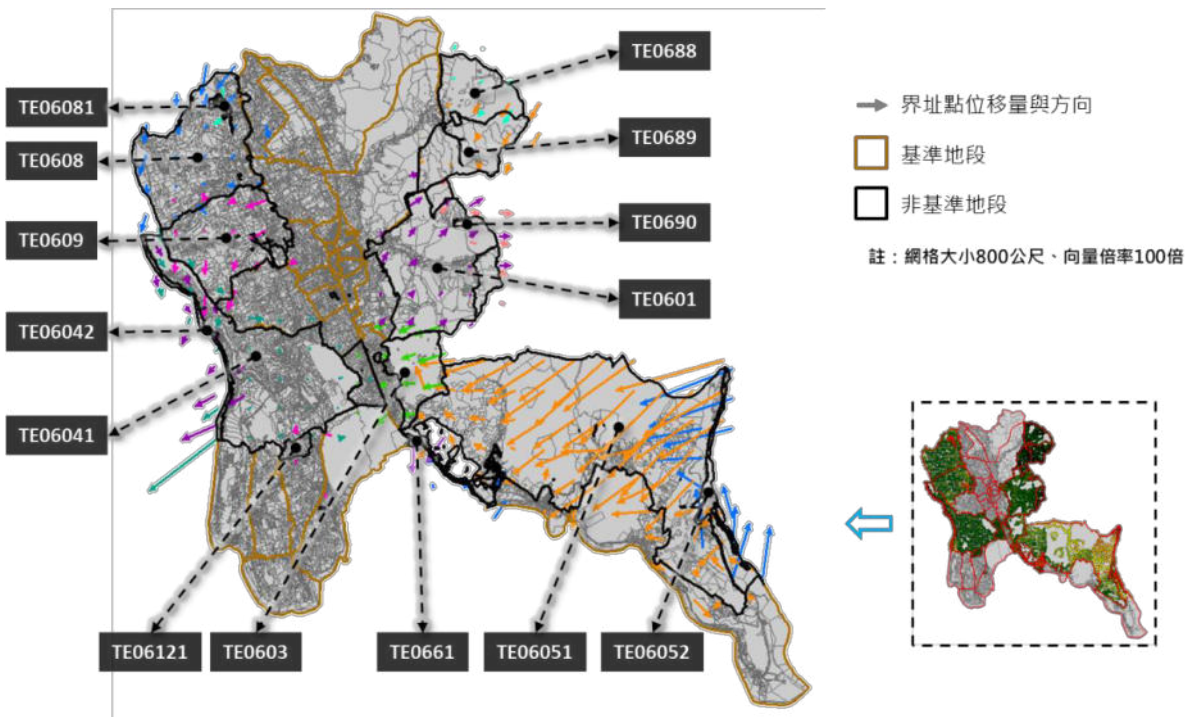 TE0688
TE06081
TE0689
TE0608
TE0690
TE0609
TE0601
TE06042
TE06041
TE06121
TE0603
TE0661
TE06051
TE06052
界址點位移量與方向
基準地段
非基準地段
註：網格大小800公尺、向量倍率100倍